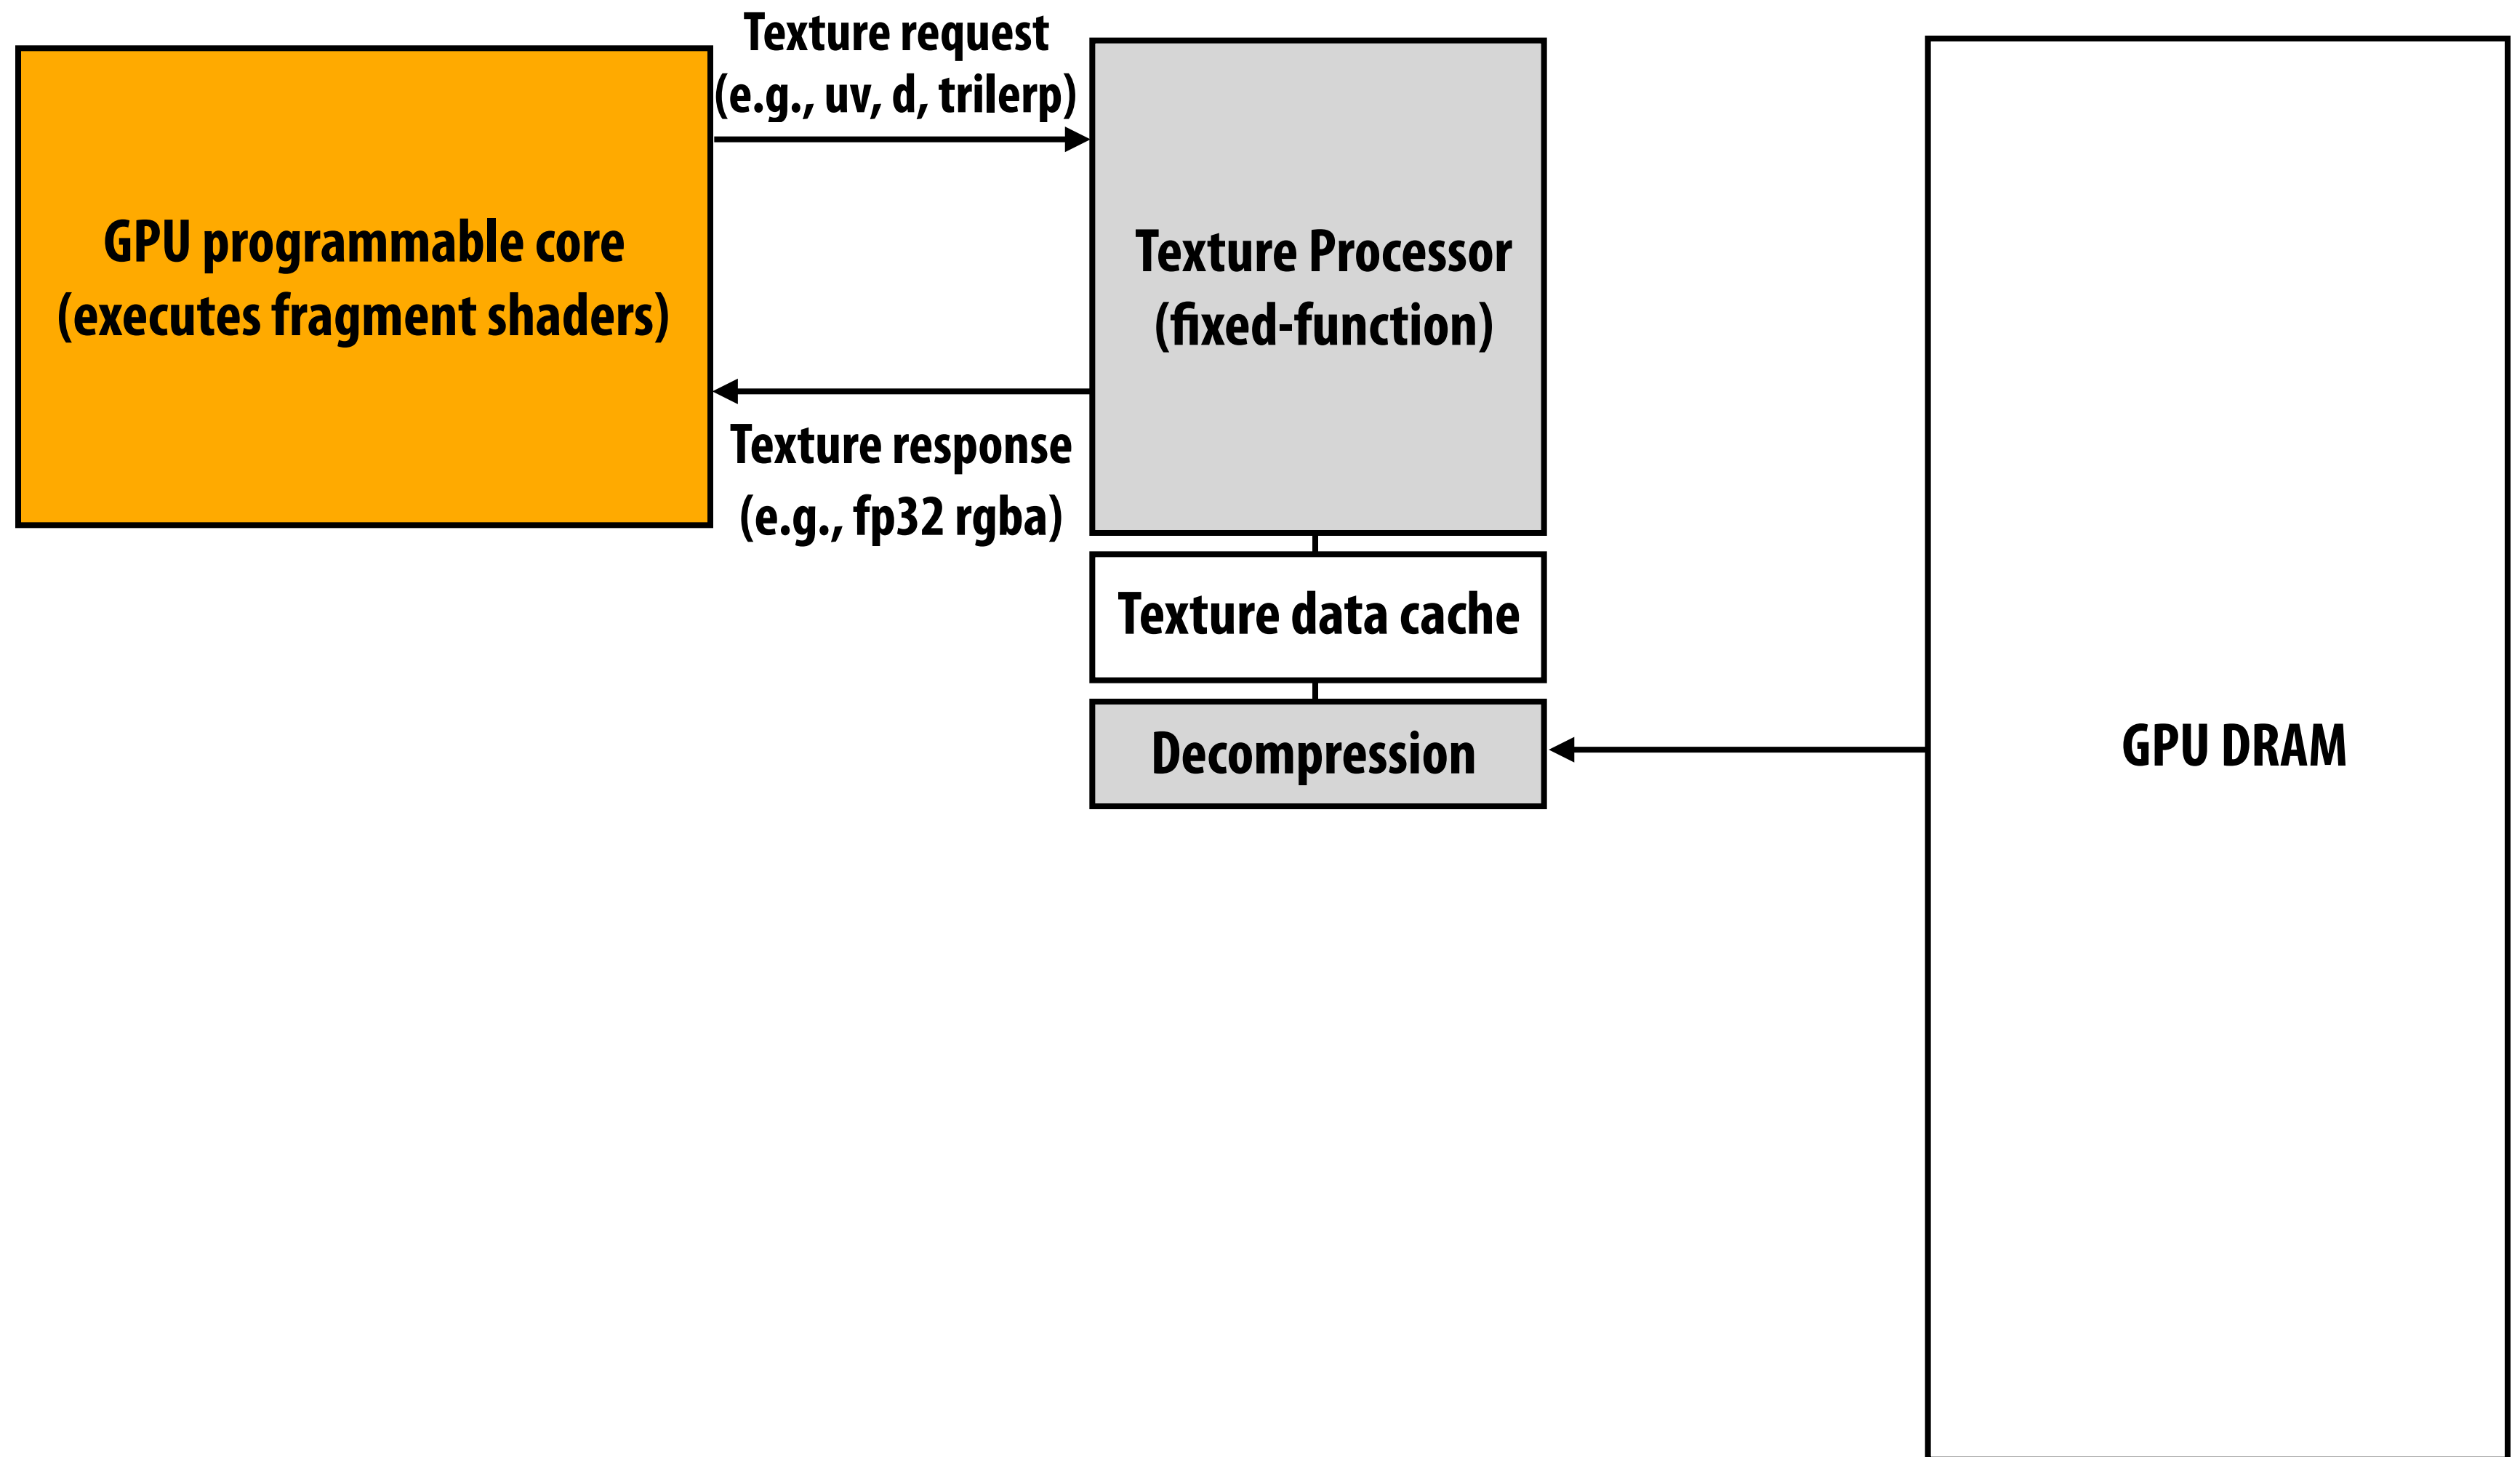 Texture request
(e.g., uv, d, trilerp)
GPU programmable core
(executes fragment shaders)
Texture Processor
(fixed-function)
Texture response
(e.g., fp32 rgba)
Texture data cache
Decompression
GPU DRAM